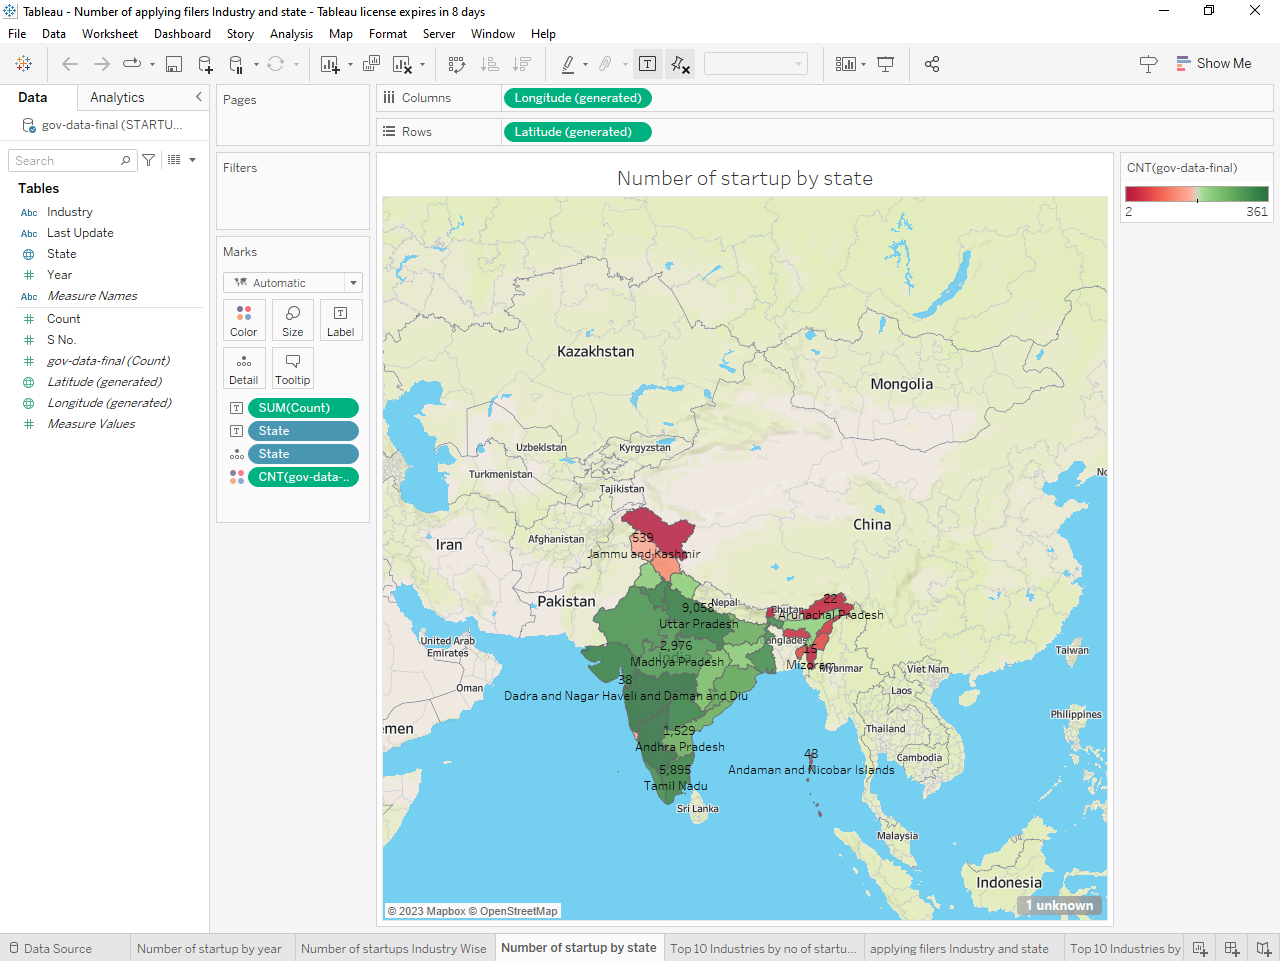 Tableau - Number of applying filers Industry and state - Tableau license expires in 8 days
File Data Worksheet Dashboard Story Analysis Map Format Server Window Help
Show Me
Data Analytics
gov-data-final (STARTU...
Search
Tables
Abc Industry
Abc Last Update
State
Year
Abc Measure Names
Count
S No.
gov-data-final (Count)
Latitude (generated)
Longitude (generated)
Measure Values
Pages
Filters
Marks
Automatic
Color Size Label
Detail Tooltip
SUM(Count)
State
State
CNT(gov-data-..
Columns Longitude (generated)
Rows Latitude (generated)
Number of startup by state
Kazakhstan
Mongolia
Uzbekistan
Kyrgyzstan
Turkmenistan
No
Tajikistan
China
539
Afghanistan
Iran
Jammu and Kashmir
Pakistan
Nepal
22
9,058
Bhutan
Arunachal Pradesh
Uttar Pradesh
United Arab
Emirates
2,976
India
anglades
15
Taiwan
Madhya Pradesh
Mizoram
Myanmar
Viet Nam
38
Oman
Laos
Dadra and Nagar Haveli and Daman and Diu
Philippines
emen
1,529
Thailand
Andhra Pradesh
43
Cambodia
5,895
Andaman and Nicobar Islands
Tamil Nadu
Sri Lanka
Malaysia
Indonesia
1 unknown
© 2023 Mapbox © OpenStreetMap
CNT(gov-data-final)
2 361
Data Source
Number of startup by year
Number of startups Industry Wise
Number of startup by state
Top 10 Industries by no of startu...
applying filers Industry and state
Top 10 Industries by